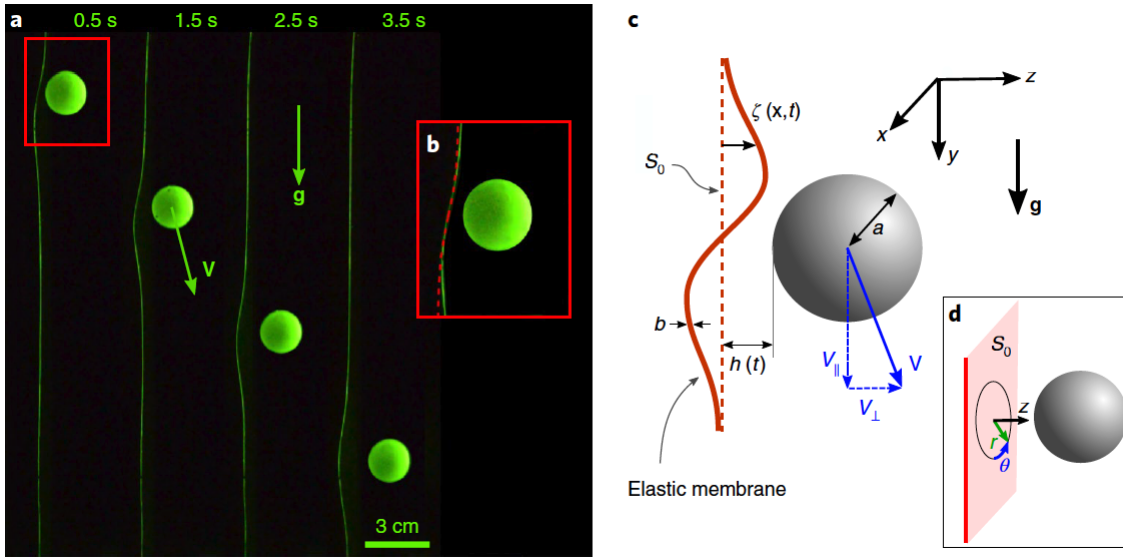 a
0.5 s 1.5 s 2.5 s 3.5 s
g
V
b
3 cm
c
ζ (x,t)
S₀
z
x
y
g
a
b
h (t)
V∥
V
V⊥
Elastic membrane
d
S₀
z
r
θ